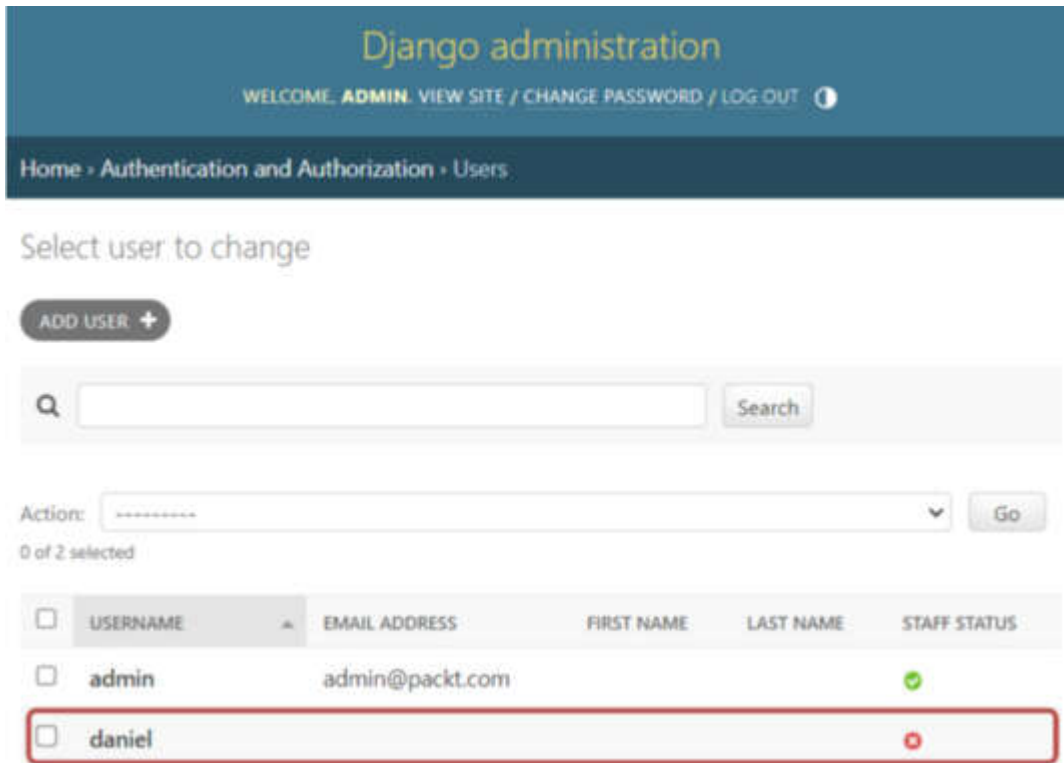 Django administration
WELCOME, ADMIN. VIEW SITE / CHANGE PASSWORD / LOG OUT
Home › Authentication and Authorization › Users
Select user to change
ADD USER +
Search
Action: ---------
Go
0 of 2 selected
USERNAME EMAIL ADDRESS FIRST NAME LAST NAME STAFF STATUS
admin admin@packt.com
daniel